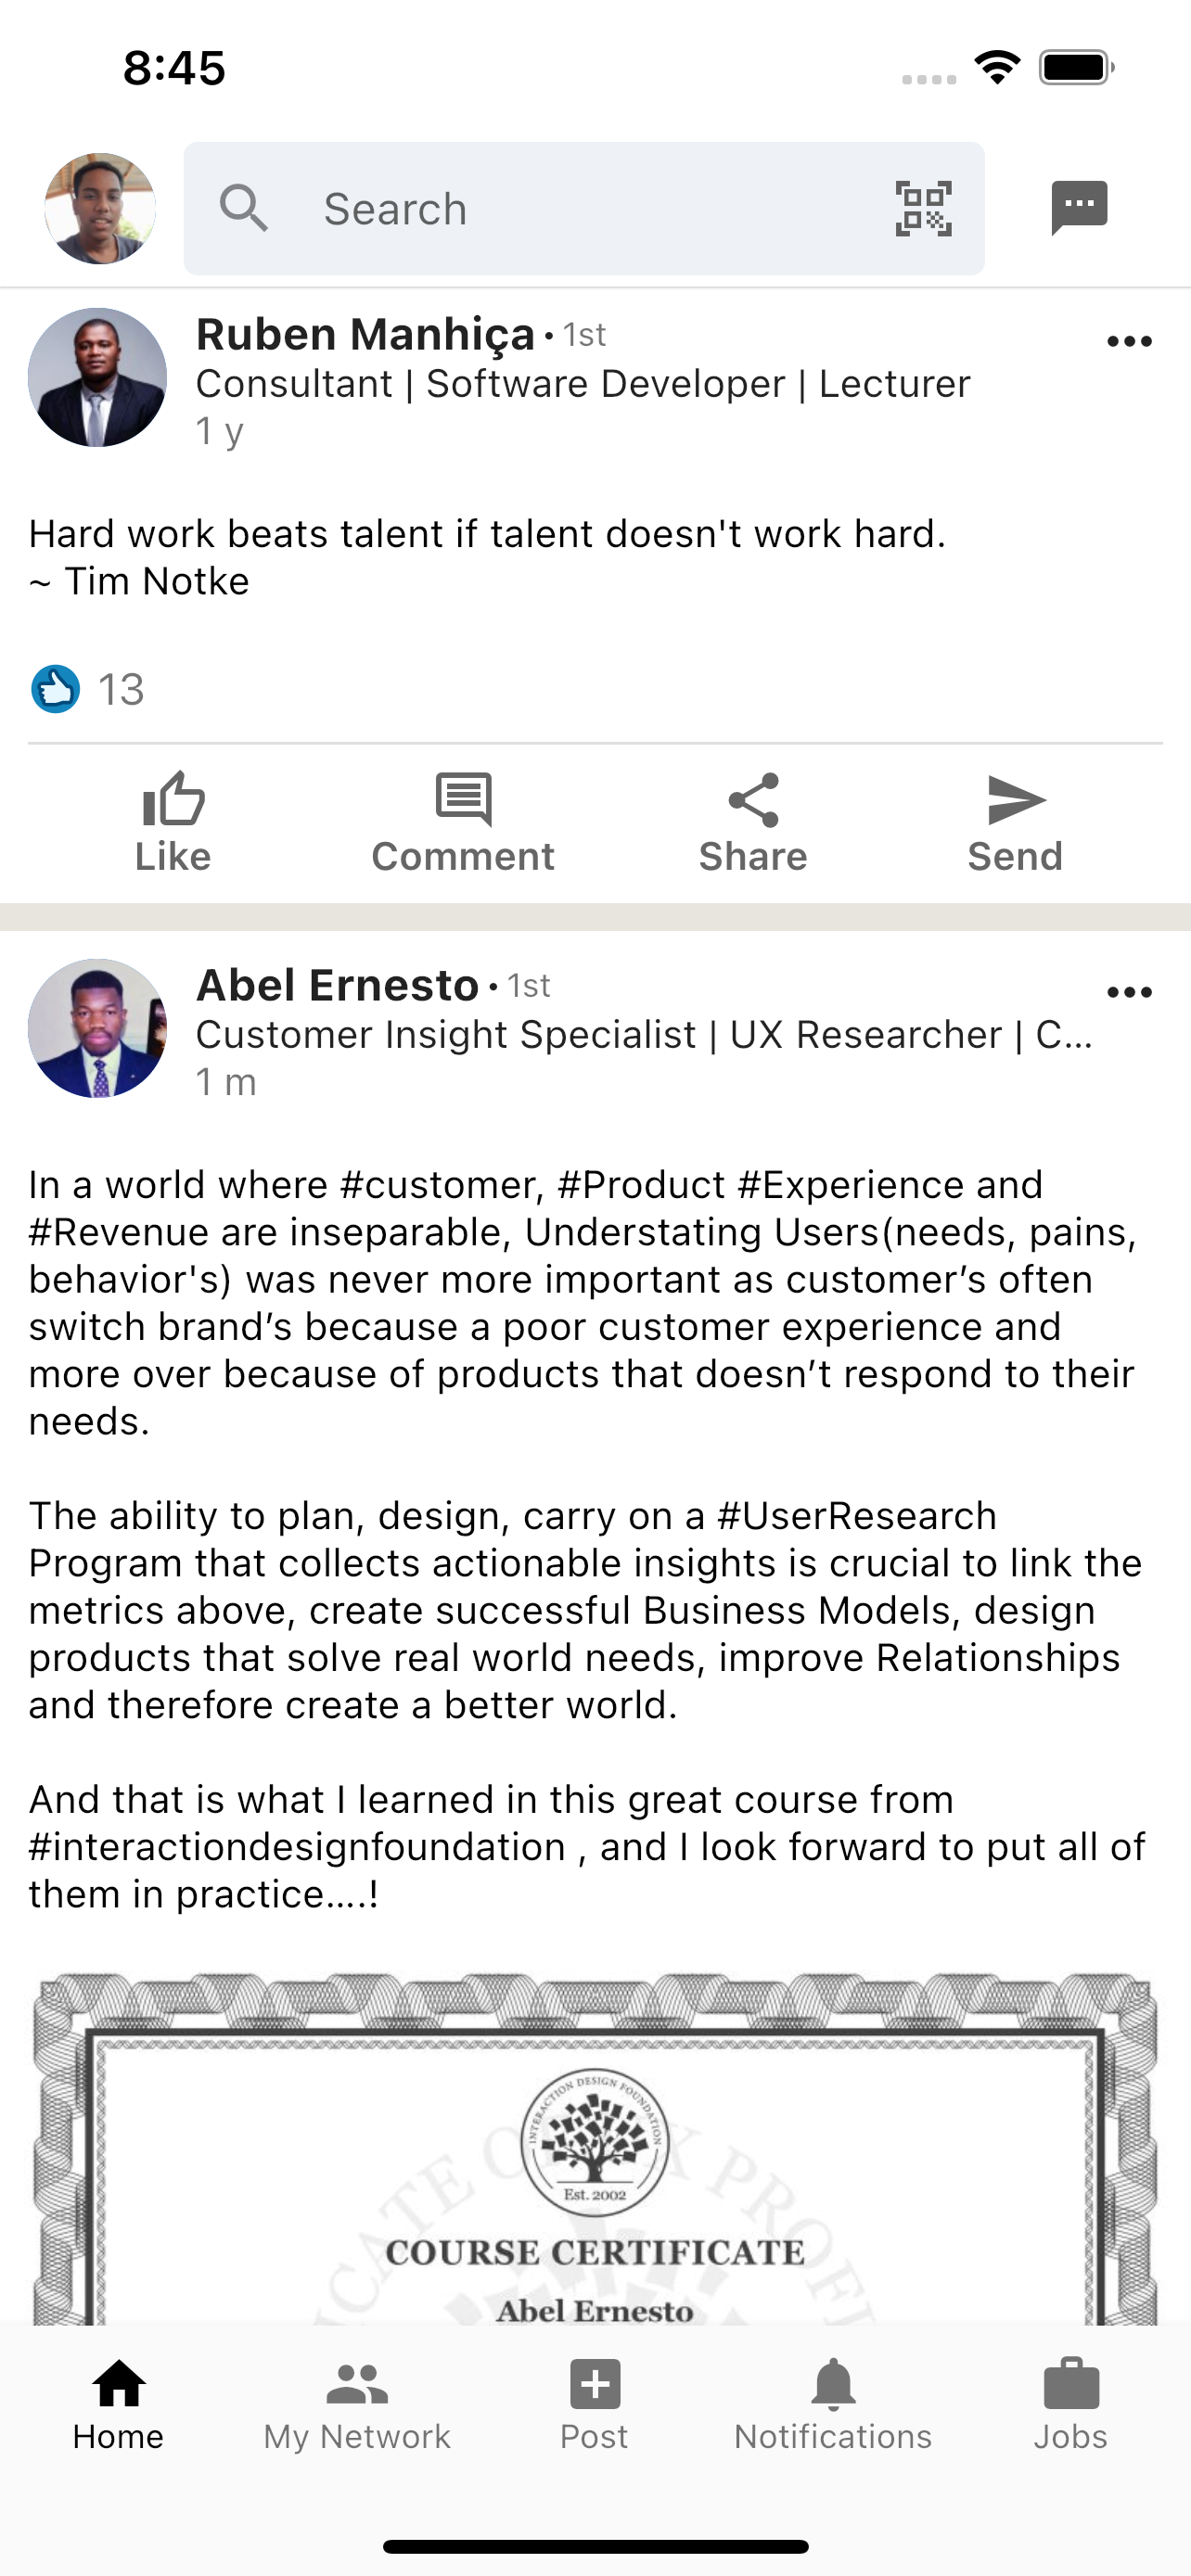 8:45
Search
Ruben Manhiça · 1st
Consultant | Software Developer | Lecturer
1 y
Hard work beats talent if talent doesn't work hard.
~ Tim Notke
13
Like Comment Share Send
Abel Ernesto · 1st
Customer Insight Specialist | UX Researcher | C...
1 m
In a world where #customer, #Product #Experience and
#Revenue are inseparable, Understating Users(needs, pains,
behavior's) was never more important as customer’s often
switch brand’s because a poor customer experience and
more over because of products that doesn’t respond to their
needs.
The ability to plan, design, carry on a #UserResearch
Program that collects actionable insights is crucial to link the
metrics above, create successful Business Models, design
products that solve real world needs, improve Relationships
and therefore create a better world.
And that is what I learned in this great course from
#interactiondesignfoundation , and I look forward to put all of
them in practice....!
INTERACTION DESIGN FOUNDATION
Est. 2002
COURSE CERTIFICATE
Abel Ernesto
Home My Network Post Notifications Jobs